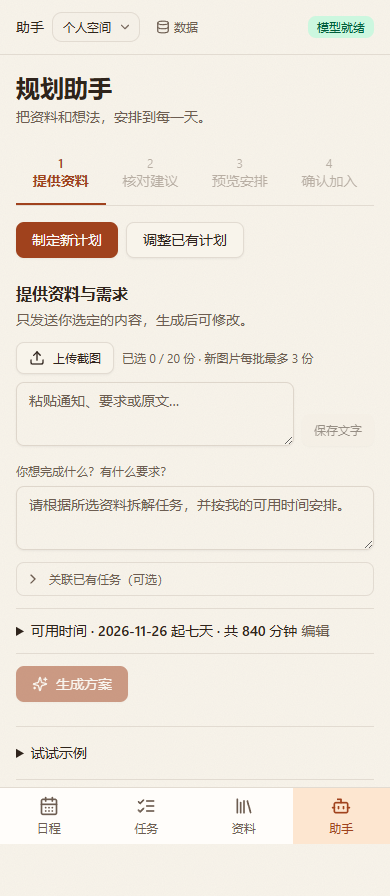 助手 个人空间 数据 模型就绪
规划助手
把资料和想法，安排到每一天。
1 2 3 4
提供资料 核对建议 预览安排 确认加入
制定新计划 调整已有计划
提供资料与需求
只发送你选定的内容，生成后可修改。
上传截图 已选 0 / 20 份 · 新图片每批最多 3 份
粘贴通知、要求或原文...
保存文字
你想完成什么？有什么要求？
请根据所选资料拆解任务，并按我的可用时间安排。
关联已有任务（可选）
可用时间 · 2026-11-26 起七天 · 共 840 分钟 编辑
生成方案
试试示例
日程 任务 资料 助手